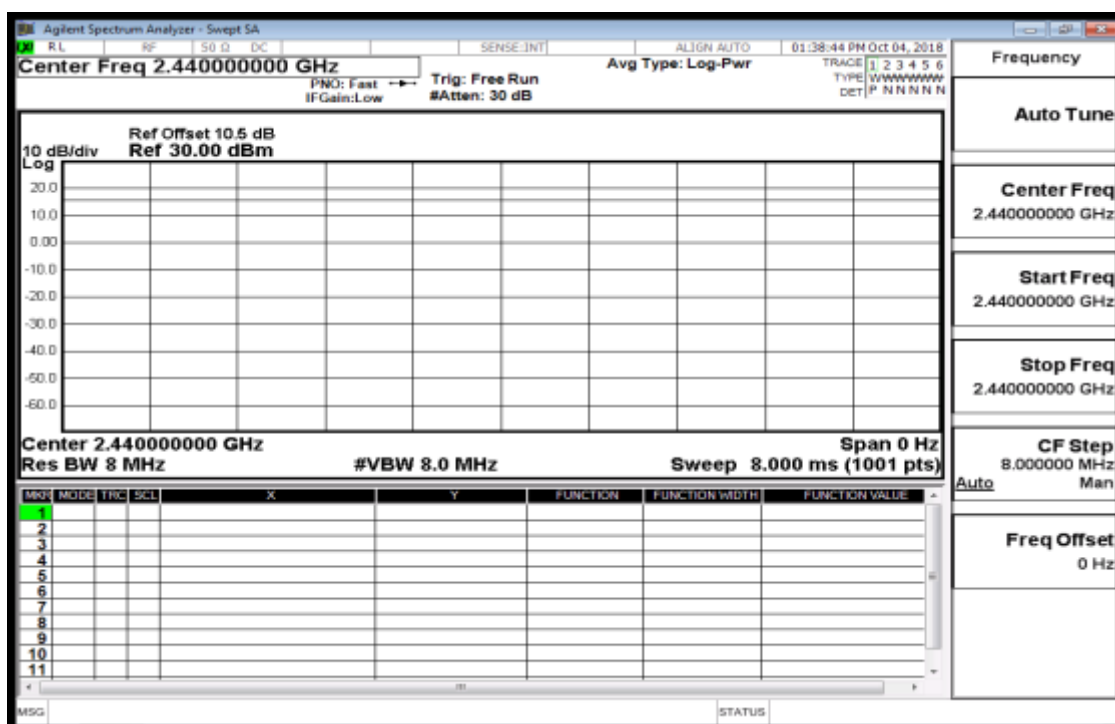 Agilent Spectrum Analyzer - Swept SA
RL RF 50 Ω DC SENSE:INT ALIGN AUTO 01:38:44 PM Oct 04, 2018
Center Freq 2.440000000 GHz
PNO: Fast
IFGain:Low
Trig: Free Run
#Atten: 30 dB
Avg Type: Log-Pwr
TRACE 1 2 3 4 5 6
TYPE WWWWWW
DET P N N N N N
Ref Offset 10.5 dB
10 dB/div Ref 30.00 dBm
Log
20.0
10.0
0.00
-10.0
-20.0
-30.0
-40.0
-50.0
-60.0
Center 2.440000000 GHz Span 0 Hz
Res BW 8 MHz #VBW 8.0 MHz Sweep 8.000 ms (1001 pts)
MKR MODE TRC SCL X Y FUNCTION FUNCTION WIDTH FUNCTION VALUE
1
2
3
4
5
6
7
8
9
10
11
MSG STATUS
Frequency
Auto Tune
Center Freq
2.440000000 GHz
Start Freq
2.440000000 GHz
Stop Freq
2.440000000 GHz
CF Step
8.000000 MHz
Auto Man
Freq Offset
0 Hz